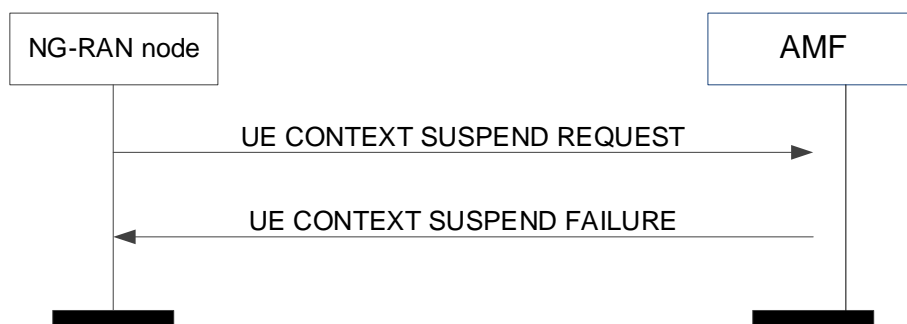 NG-RAN node
AMF
UE CONTEXT SUSPEND REQUEST
UE CONTEXT SUSPEND FAILURE